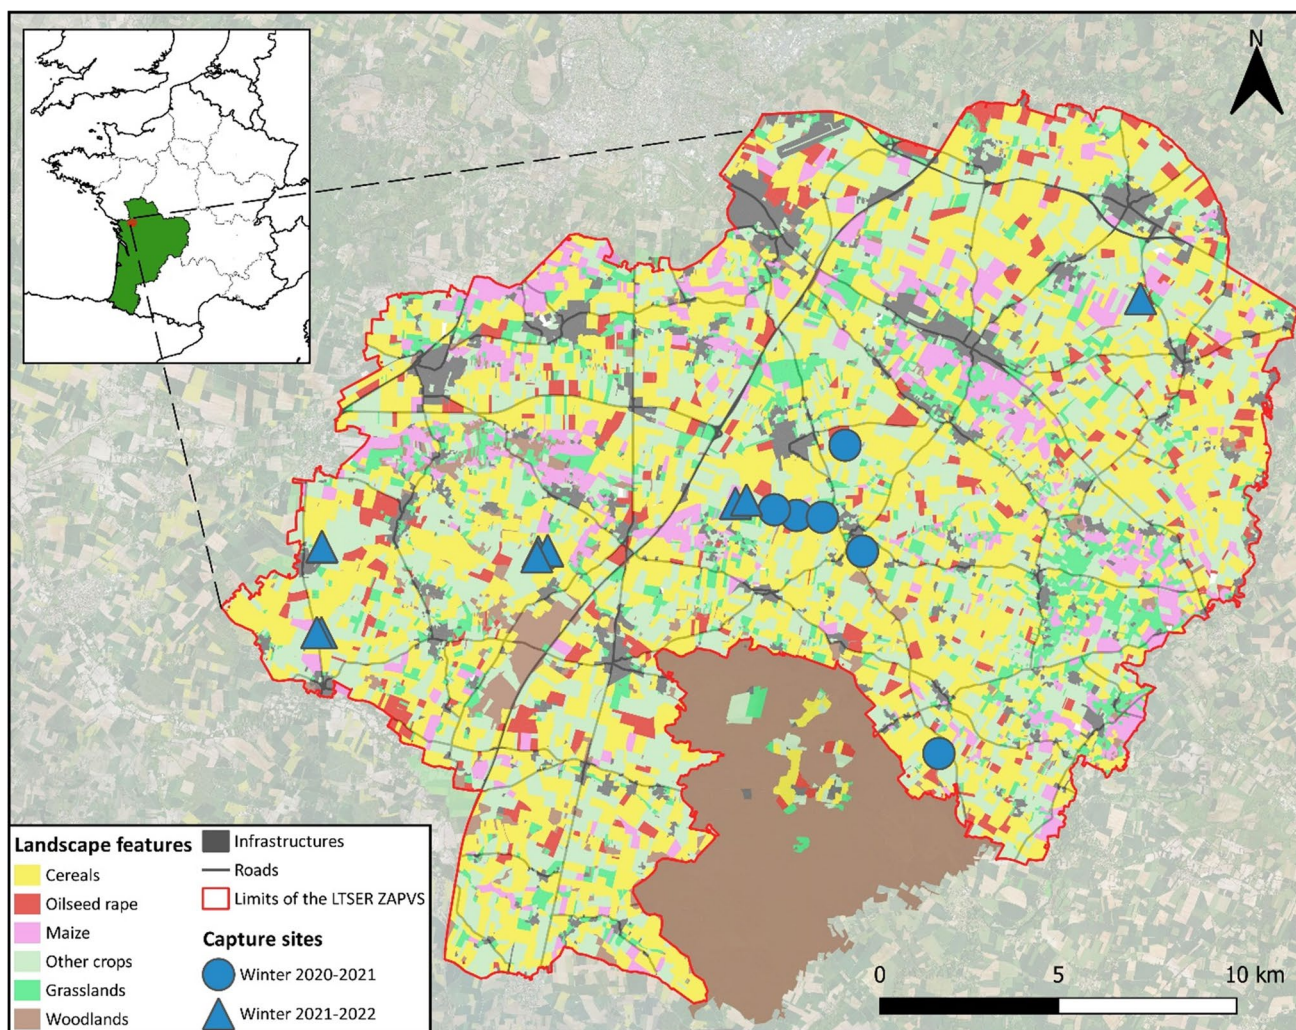 N
Landscape features
Cereals
Oilseed rape
Maize
Other crops
Grasslands
Woodlands
Infrastructures
Roads
Limits of the LTSER ZAPVS
Capture sites
Winter 2020-2021
Winter 2021-2022
0 5 10 km